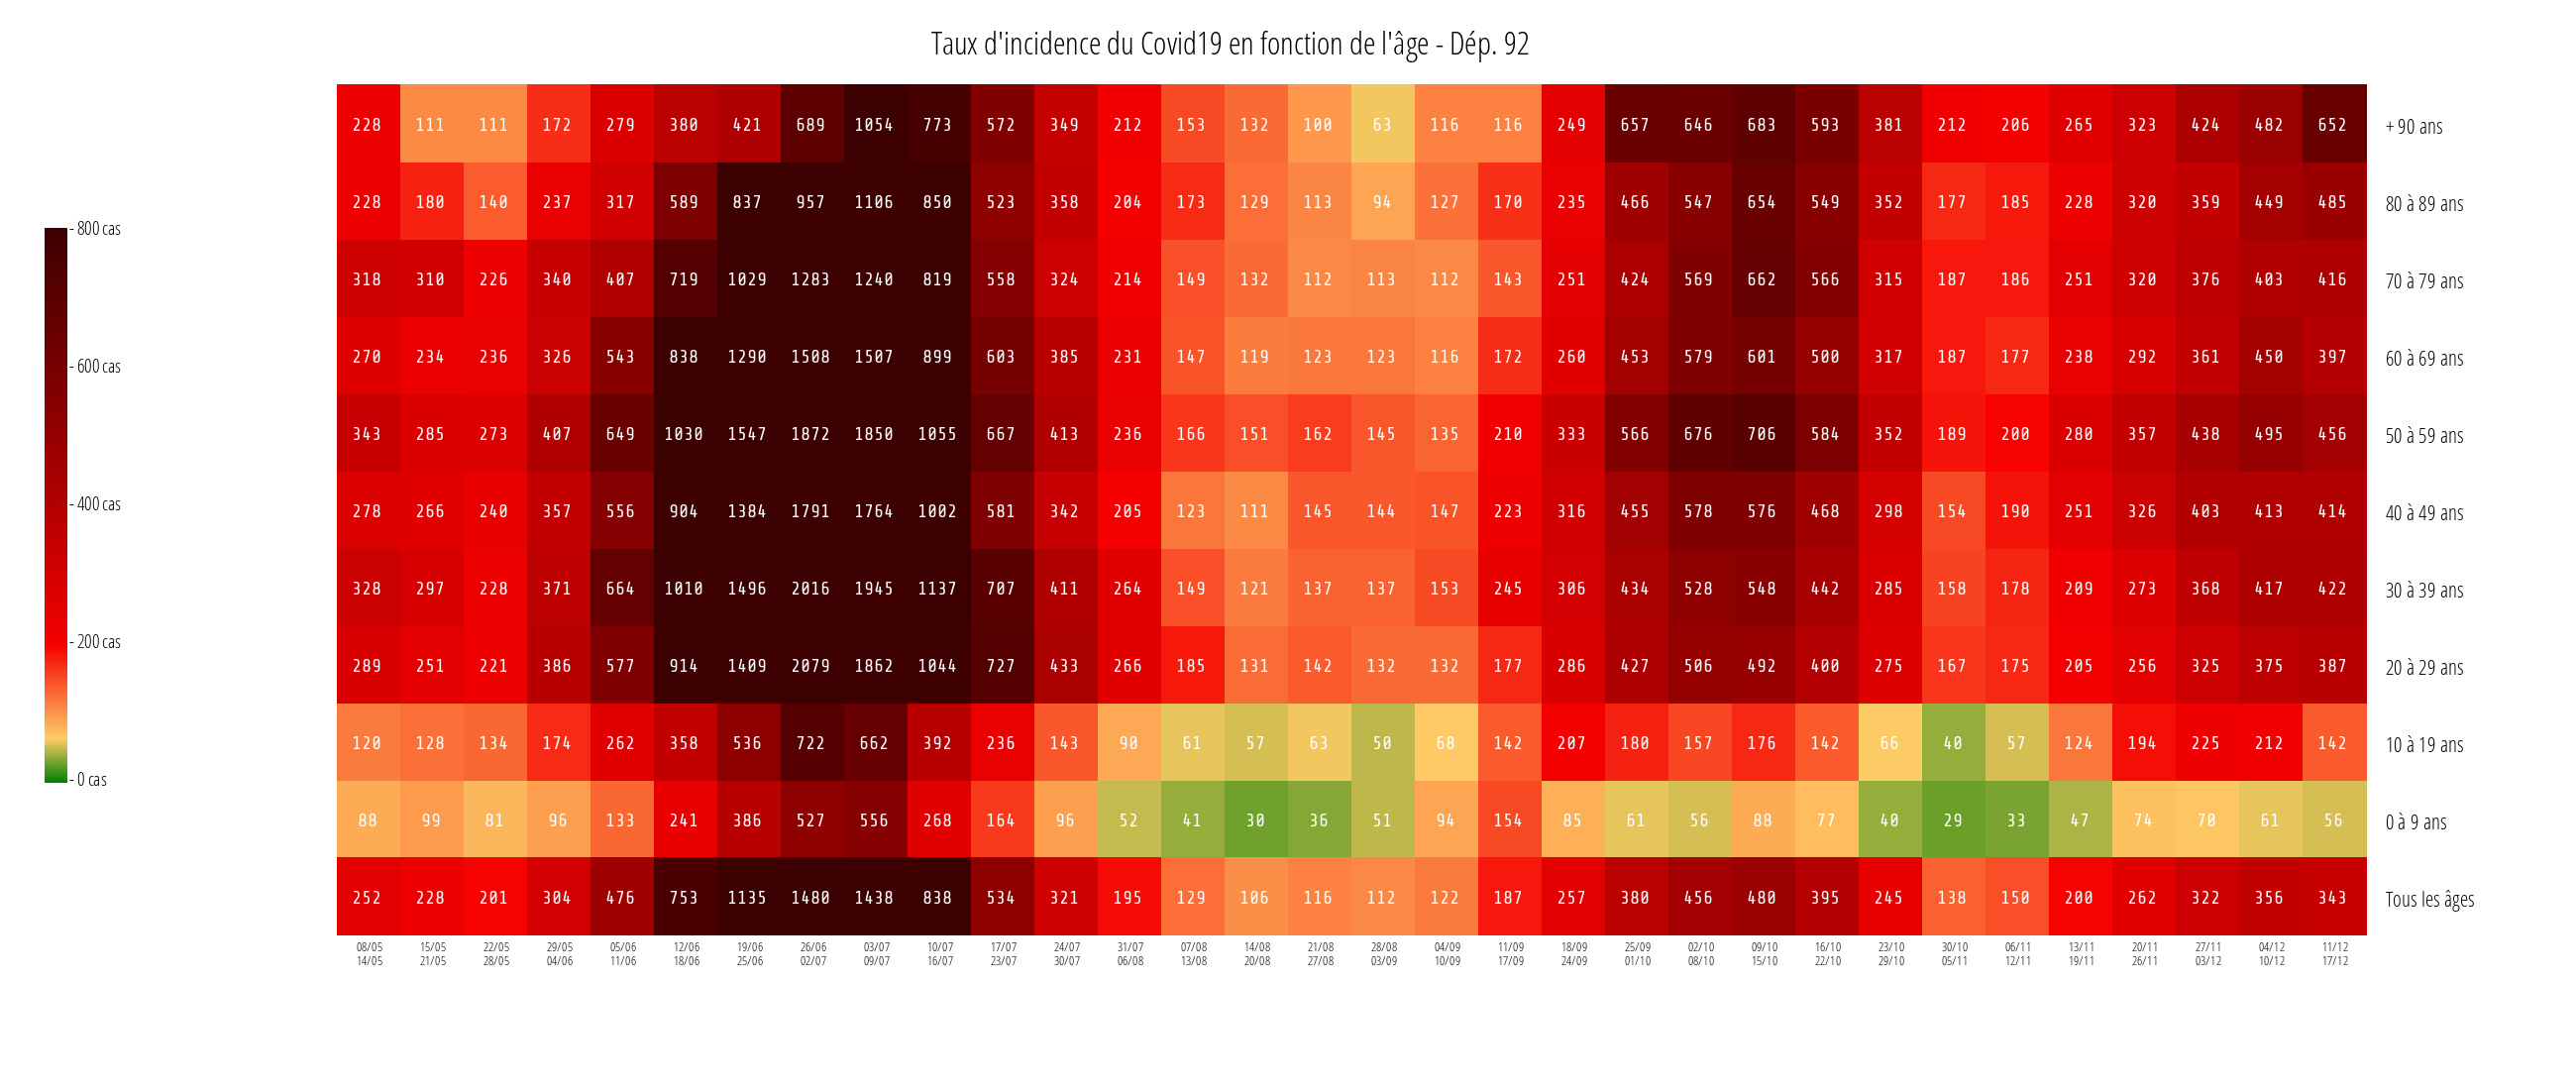 Taux d'incidence du Covid19 en fonction de l'âge - Dép. 92
228 111 111 172 279 380 421 689 1054 773 572 349 212 153 132 100 63 116 116 249 657 646 683 593 381 212 206 265 323 424 482 652 + 90 ans
228 180 140 237 317 589 837 957 1106 850 523 358 204 173 129 113 94 127 170 235 466 547 654 549 352 177 185 228 320 359 449 485 80 à 89 ans
318 310 226 340 407 719 1029 1283 1240 819 558 324 214 149 132 112 113 112 143 251 424 569 662 566 315 187 186 251 320 376 403 416 70 à 79 ans
270 234 236 326 543 838 1290 1508 1507 899 603 385 231 147 119 123 123 116 172 260 453 579 601 500 317 187 177 238 292 361 450 397 60 à 69 ans
343 285 273 407 649 1030 1547 1872 1850 1055 667 413 236 166 151 162 145 135 210 333 566 676 706 584 352 189 200 280 357 438 495 456 50 à 59 ans
278 266 240 357 556 904 1384 1791 1764 1002 581 342 205 123 111 145 144 147 223 316 455 578 576 468 298 154 190 251 326 403 413 414 40 à 49 ans
328 297 228 371 664 1010 1496 2016 1945 1137 707 411 264 149 121 137 137 153 245 306 434 528 548 442 285 158 178 209 273 368 417 422 30 à 39 ans
289 251 221 386 577 914 1409 2079 1862 1044 727 433 266 185 131 142 132 132 177 286 427 506 492 400 275 167 175 205 256 325 375 387 20 à 29 ans
120 128 134 174 262 358 536 722 662 392 236 143 90 61 57 63 50 68 142 207 180 157 176 142 66 40 57 124 194 225 212 142 10 à 19 ans
88 99 81 96 133 241 386 527 556 268 164 96 52 41 30 36 51 94 154 85 61 56 88 77 40 29 33 47 74 70 61 56 0 à 9 ans
252 228 201 304 476 753 1135 1480 1438 838 534 321 195 129 106 116 112 122 187 257 380 456 480 395 245 138 150 200 262 322 356 343 Tous les âges
08/05 15/05 22/05 29/05 05/06 12/06 19/06 26/06 03/07 10/07 17/07 24/07 31/07 07/08 14/08 21/08 28/08 04/09 11/09 18/09 25/09 02/10 09/10 16/10 23/10 30/10 06/11 13/11 20/11 27/11 04/12 11/12
14/05 21/05 28/05 04/06 11/06 18/06 25/06 02/07 09/07 16/07 23/07 30/07 06/08 13/08 20/08 27/08 03/09 10/09 17/09 24/09 01/10 08/10 15/10 22/10 29/10 05/11 12/11 19/11 26/11 03/12 10/12 17/12
- 800 cas
- 600 cas
- 400 cas
- 200 cas
- 0 cas